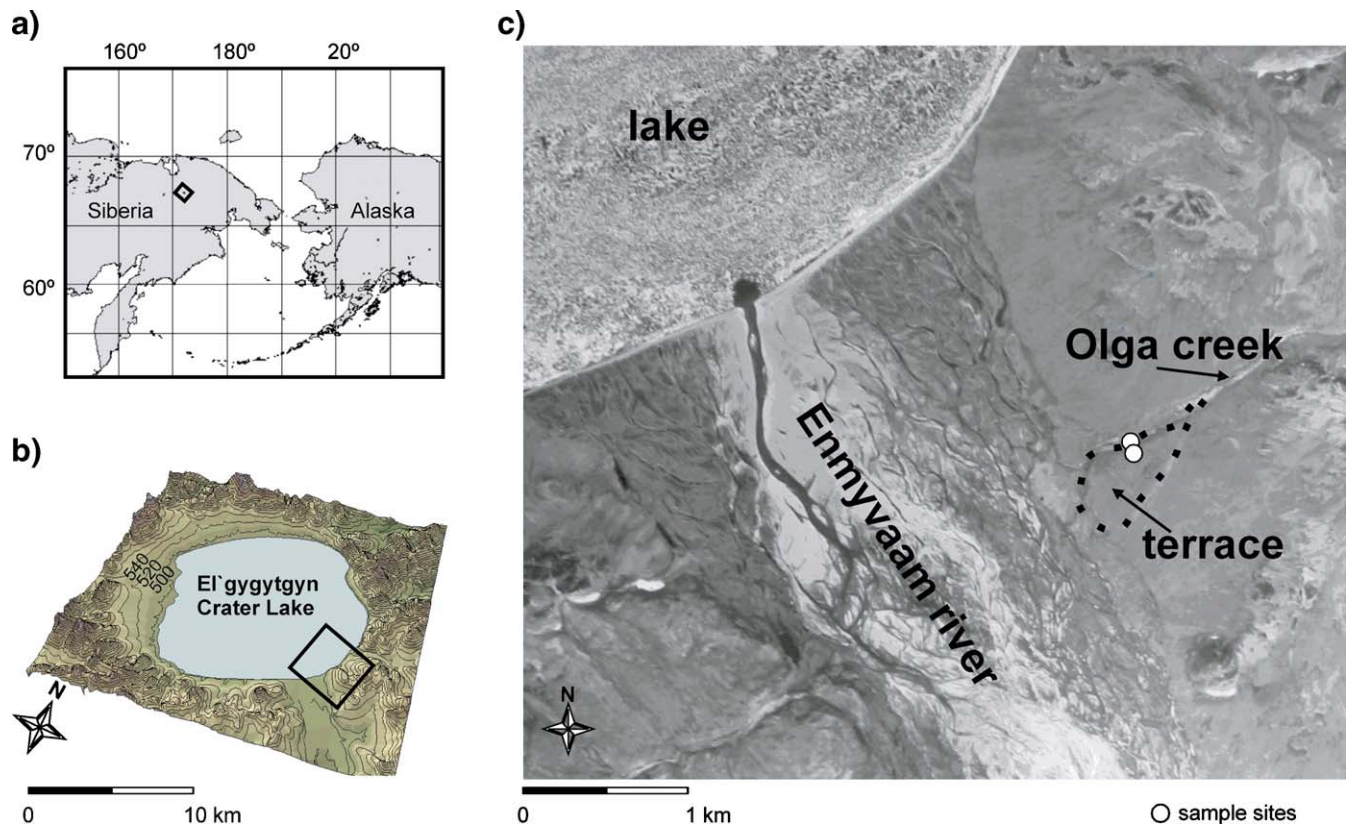 a)
160º 180º 20º
70º
60º
Siberia
Alaska
b)
540
520
500
El`gygytgyn
Crater Lake
N
0 10 km
c)
lake
Olga creek
terrace
Enmyvaam river
N
0 1 km
sample sites